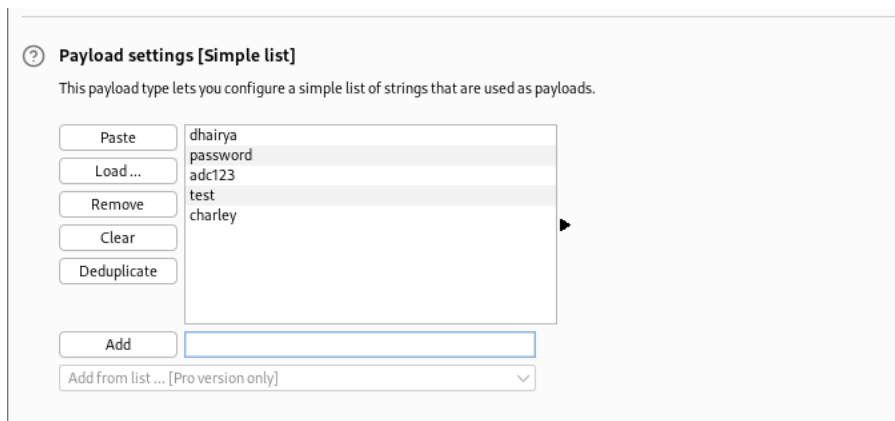 Payload settings [Simple list]
This payload type lets you configure a simple list of strings that are used as payloads.
Paste
Load ...
Remove
Clear
Deduplicate
dhairya
password
adc123
test
charley
Add
Add from list ... [Pro version only]